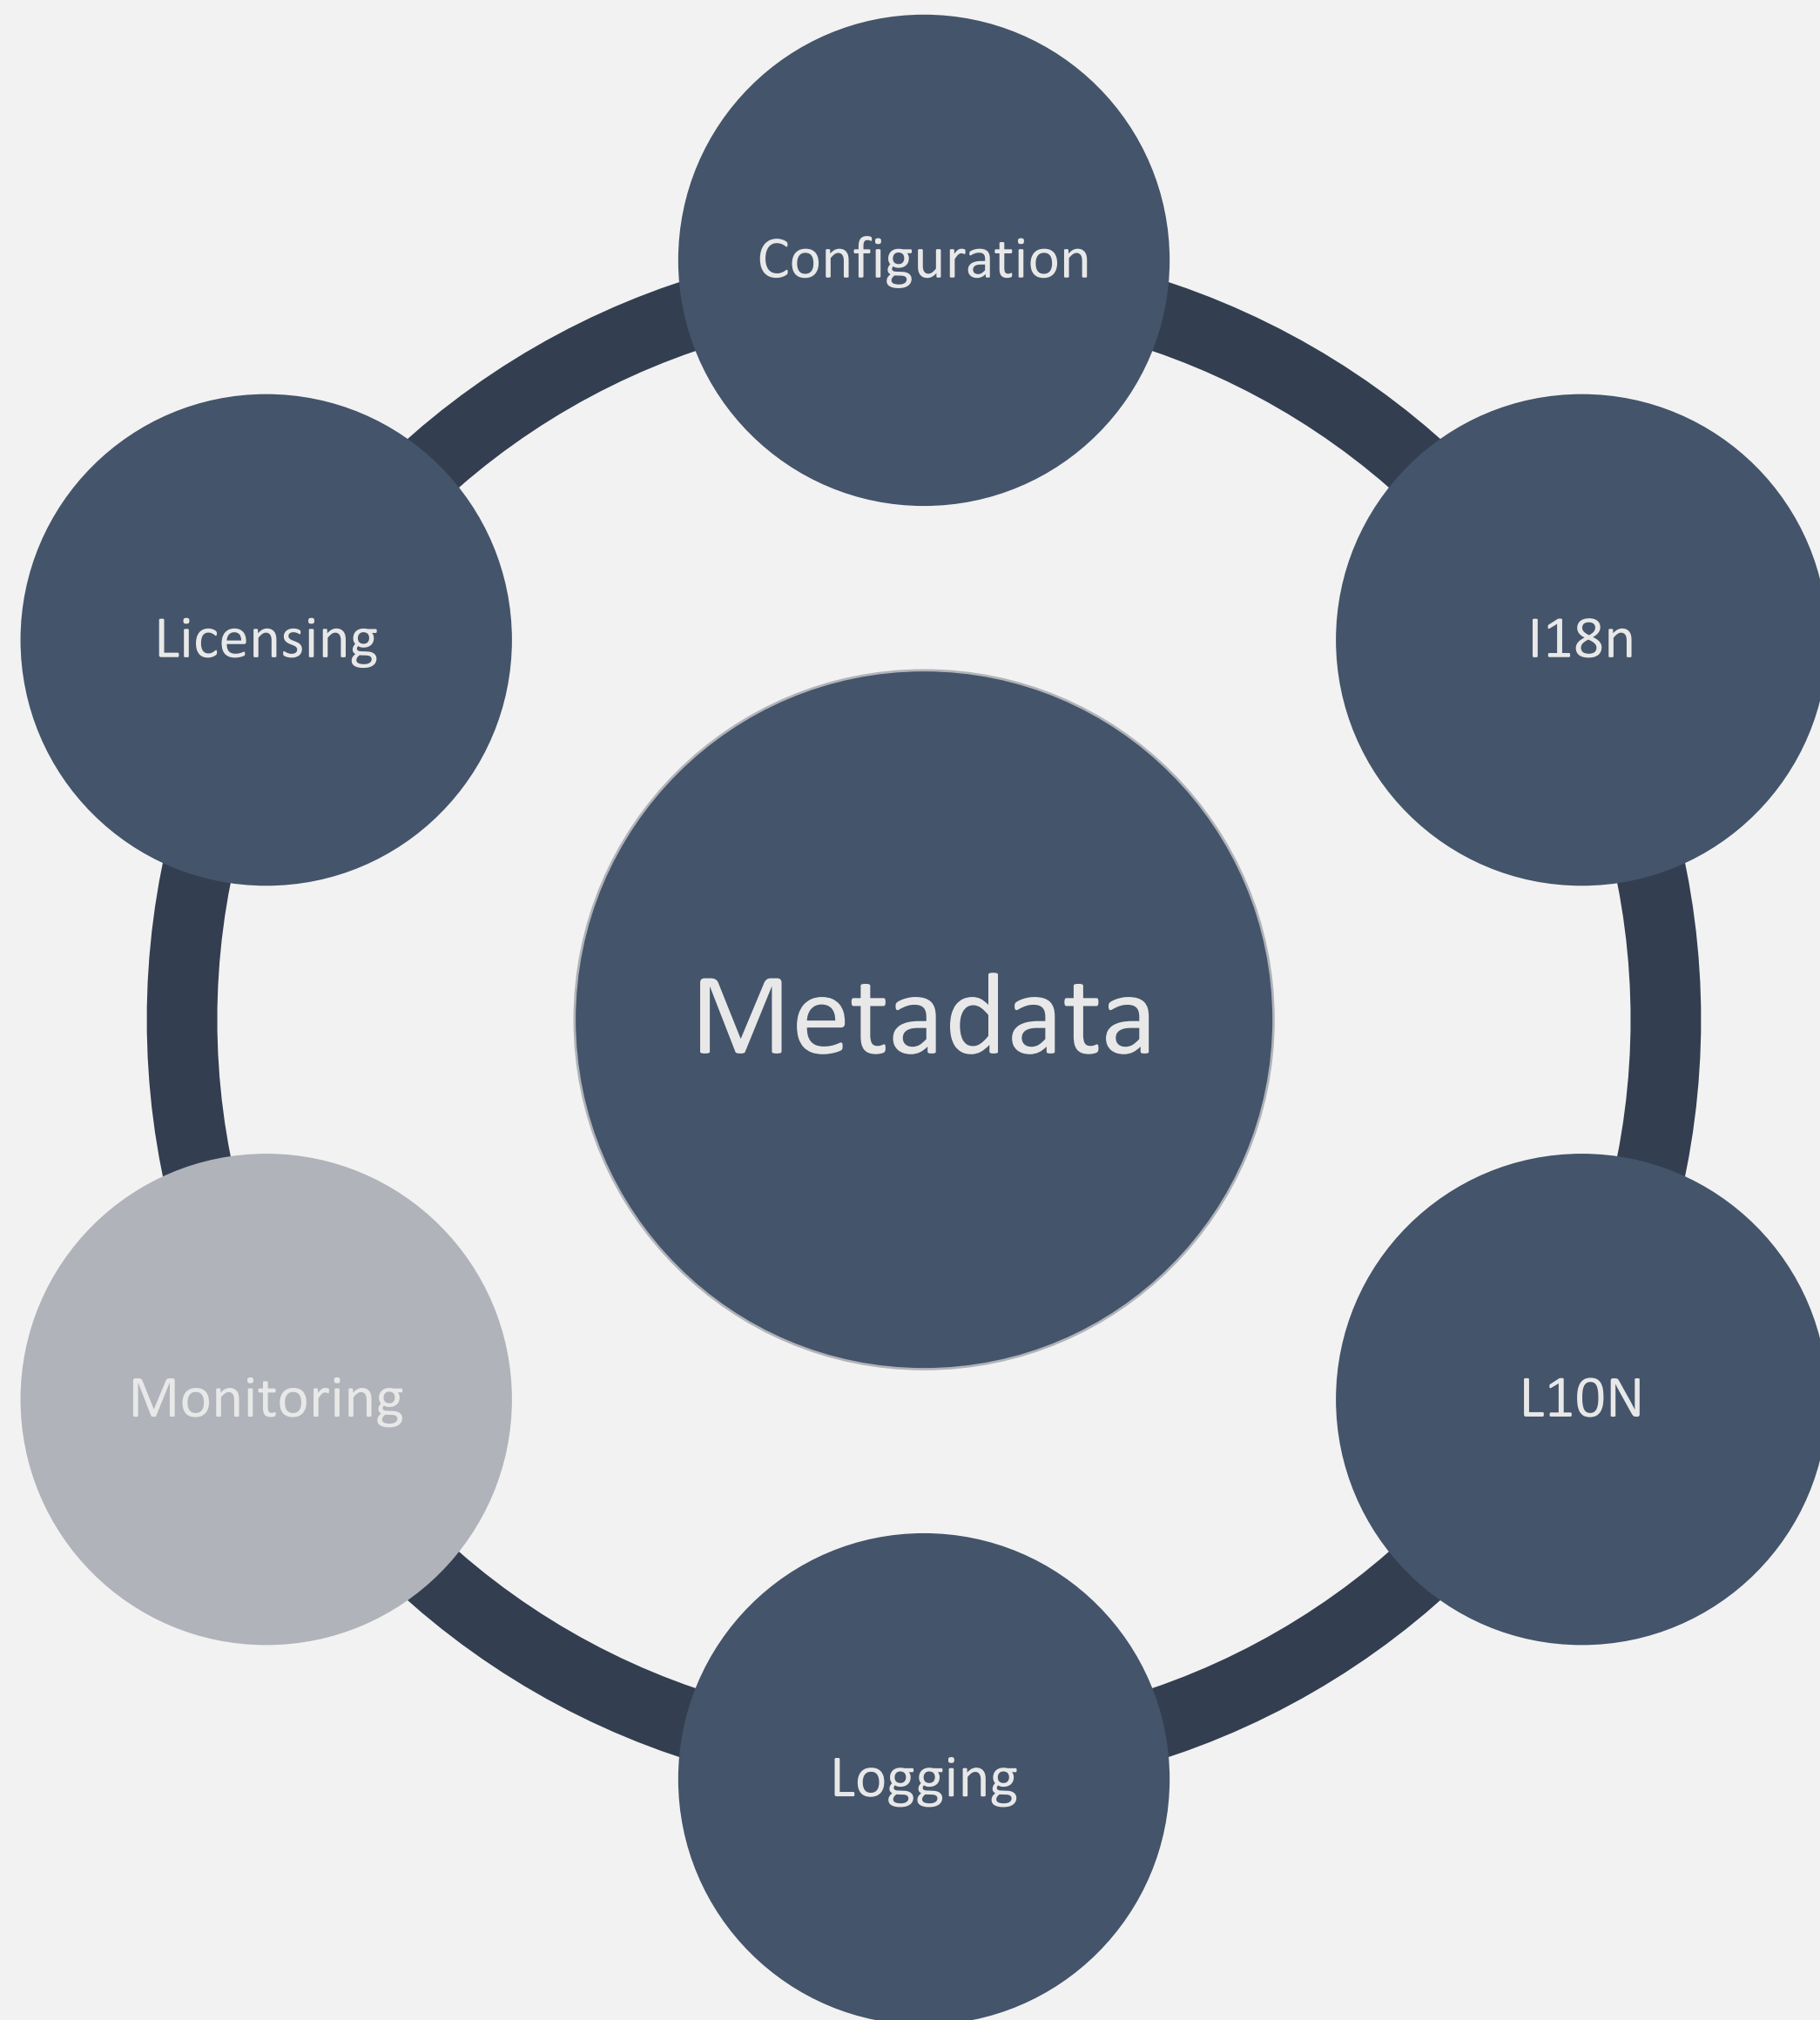 Configuration
Licensing
I18n
Metadata
Monitoring
L10N
Logging